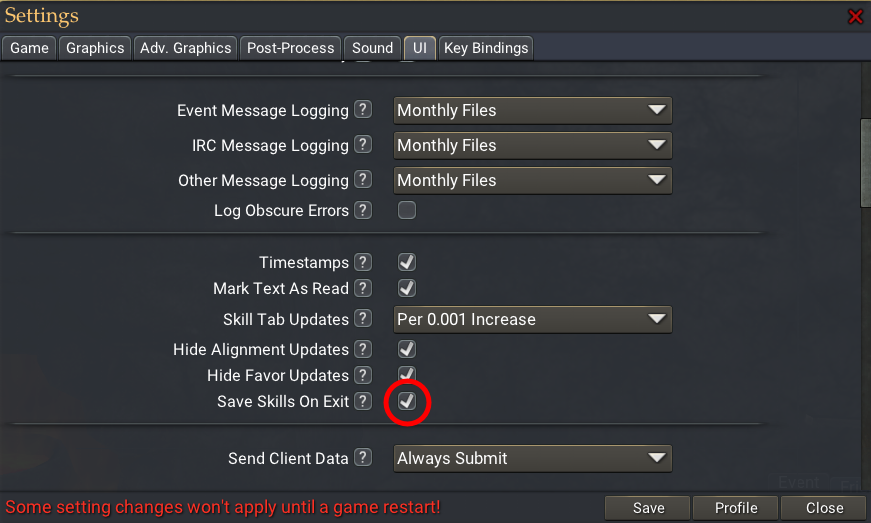 Settings
Game Graphics Adv. Graphics Post-Process Sound UI Key Bindings
Event Message Logging ? Monthly Files
IRC Message Logging ? Monthly Files
Other Message Logging ? Monthly Files
Log Obscure Errors ?
Timestamps ?
Mark Text As Read ?
Skill Tab Updates ? Per 0.001 Increase
Hide Alignment Updates ?
Hide Favor Updates ?
Save Skills On Exit ?
Send Client Data ? Always Submit
Event
Some setting changes won't apply until a game restart! Save Profile Close